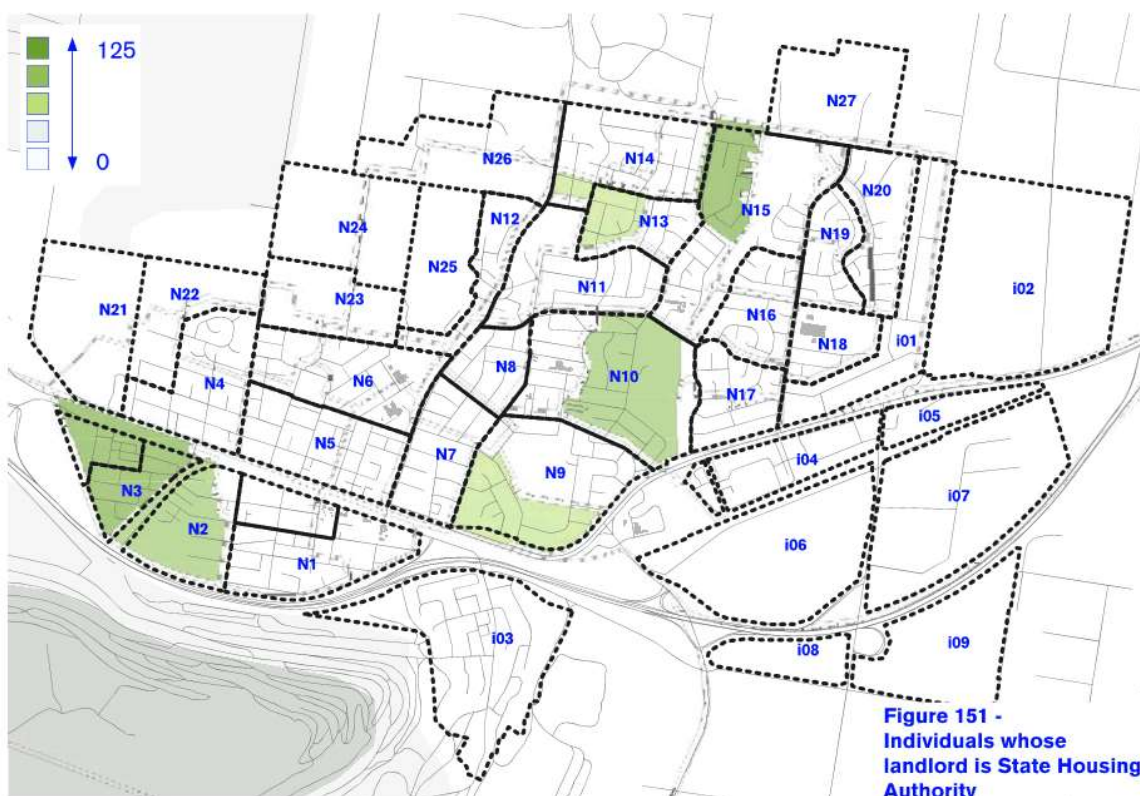 125
0
N27
N26
N14
N20
N12
N15
N13
N24
N19
N25
N11
i02
N22
N23
N21
N16
i01
N18
N8
N6
N10
N4
N17
i05
N5
N7
N9
i04
N3
i07
N2
i06
N1
i03
i08
i09
Figure 151 -
Individuals whose
landlord is State Housing
Authority